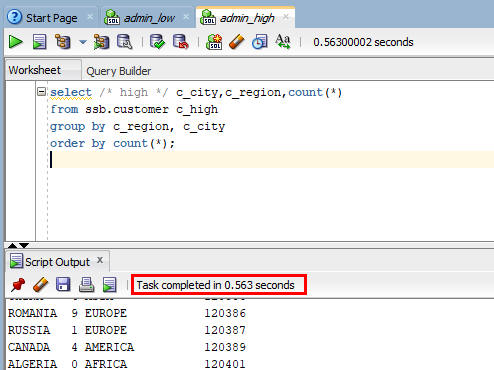 Start Page admin_low admin_high
0.56300002 seconds
Worksheet Query Builder
select /* high */ c_city,c_region,count(*)
from ssb.customer c_high
group by c_region, c_city
order by count(*);
Script Output
Task completed in 0.563 seconds
ROMANIA 9 EUROPE 120386
RUSSIA 1 EUROPE 120387
CANADA 4 AMERICA 120389
ALGERIA 0 AFRICA 120401